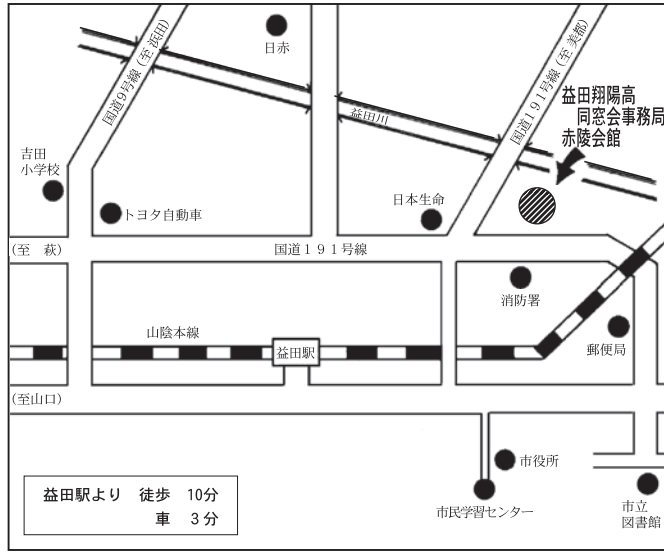 日赤
国道9号線(至 浜田)
国道191号線(至 美都)
益田川
益田翔陽高
同窓会事務局
赤陵会館
吉田
小学校
トヨタ自動車
日本生命
(至 萩)
国道191号線
消防署
山陰本線
益田駅
郵便局
(至山口)
市役所
益田駅より 徒歩 10分
車 3分
市民学習センター
市立
図書館